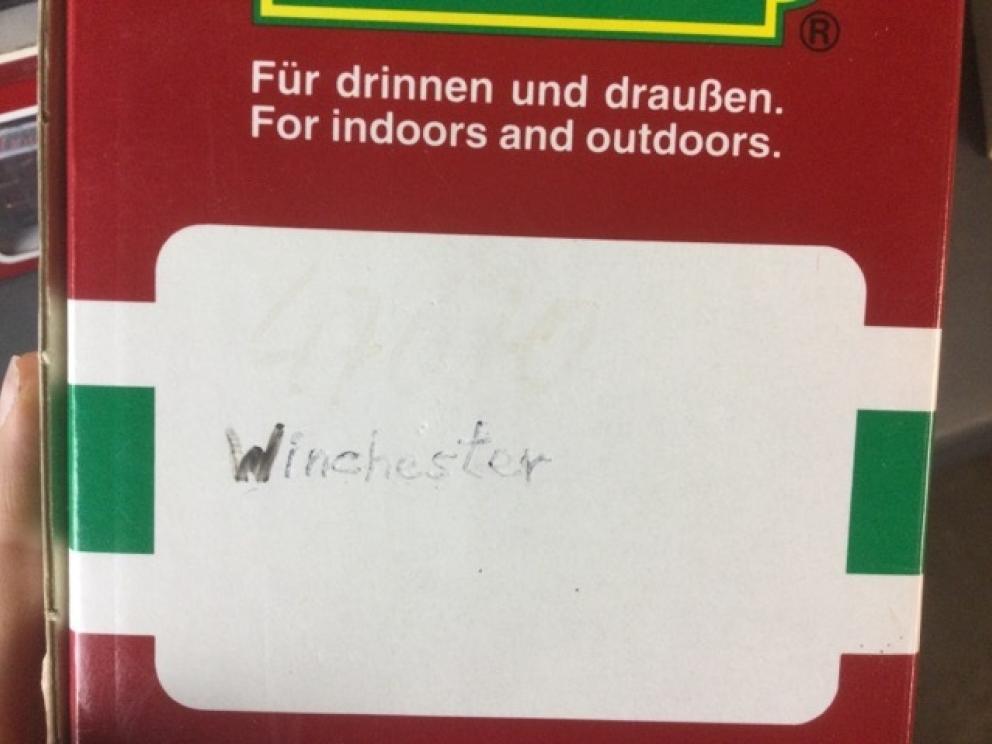 ®
Für drinnen und draußen.
For indoors and outdoors.
Winchester